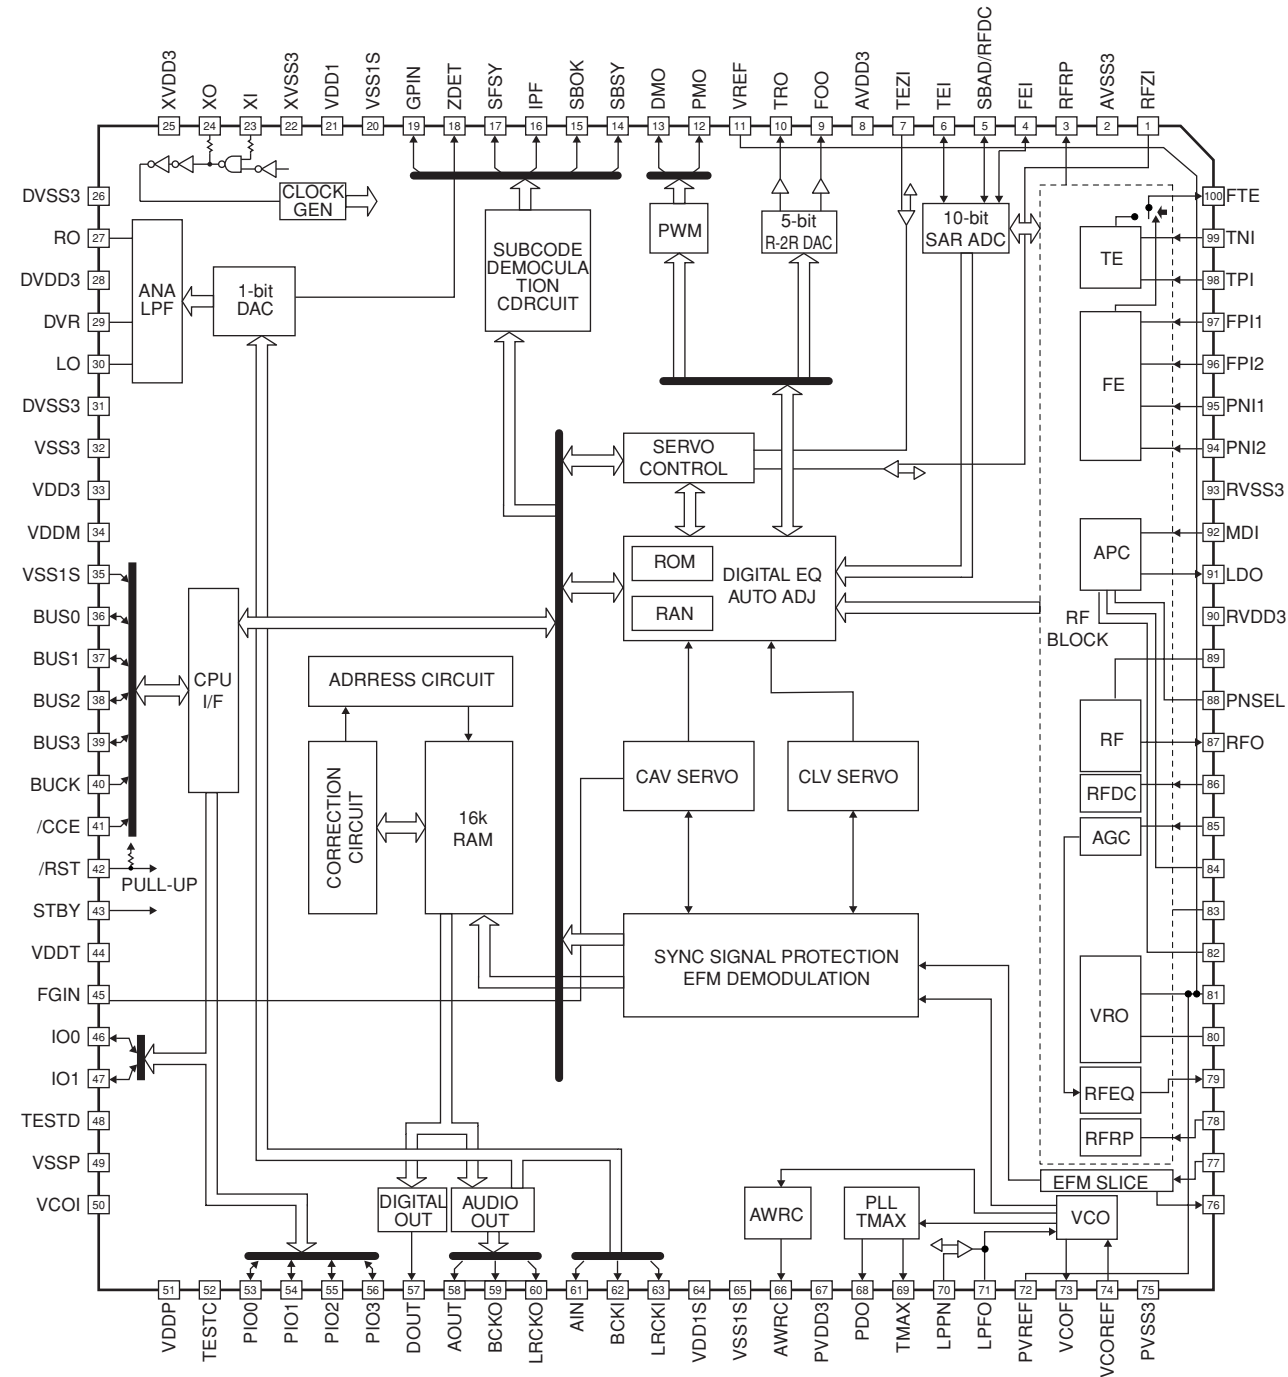 XVDD3
XO
XI
XVSS3
VDD1
VSS1S
GPIN
ZDET
SFSY
IPF
SBOK
SBSY
DMO
PMO
VREF
TRO
FOO
AVDD3
TEZI
TEI
SBAD/RFDC
FEI
RFRP
AVSS3
RFZI
25
24
23
22
21
20
19
18
17
16
15
14
13
12
11
10
9
8
7
6
5
4
3
2
1
DVSS3 26
RO 27
DVDD3 28
DVR 29
LO 30
DVSS3 31
VSS3 32
VDD3 33
VDDM 34
VSS1S 35
BUS0 36
BUS1 37
BUS2 38
BUS3 39
BUCK 40
/CCE 41
/RST 42
PULL-UP
STBY 43
VDDT 44
FGIN 45
IO0 46
IO1 47
TESTD 48
VSSP 49
VCOI 50
CLOCK
GEN
ANA
LPF
1-bit
DAC
SUBCODE
DEMOCULA
TION
CDRCUIT
PWM
5-bit
R-2R DAC
10-bit
SAR ADC
SERVO
CONTROL
ROM
RAN
DIGITAL EQ
AUTO ADJ
CPU
I/F
ADRRESS CIRCUIT
CORRECTION
CIRCUIT
16k
RAM
CAV SERVO
CLV SERVO
SYNC SIGNAL PROTECTION
EFM DEMODULATION
DIGITAL
OUT
AUDIO
OUT
AWRC
PLL
TMAX
VCO
EFM SLICE
TE
FE
APC
RF
BLOCK
RF
RFDC
AGC
VRO
RFEQ
RFRP
100 FTE
99 TNI
98 TPI
97 FPI1
96 FPI2
95 PNI1
94 PNI2
93 RVSS3
92 MDI
91 LDO
90 RVDD3
89
88 PNSEL
87 RFO
86
85
84
83
82
81
80
79
78
77
76
51
52
53
54
55
56
57
58
59
60
61
62
63
64
65
66
67
68
69
70
71
72
73
74
75
VDDP
TESTC
PIO0
PIO1
PIO2
PIO3
DOUT
AOUT
BCKO
LRCKO
AIN
BCKI
LRCKI
VDD1S
VSS1S
AWRC
PVDD3
PDO
TMAX
LPPN
LPFO
PVREF
VCOF
VCOREF
PVSS3